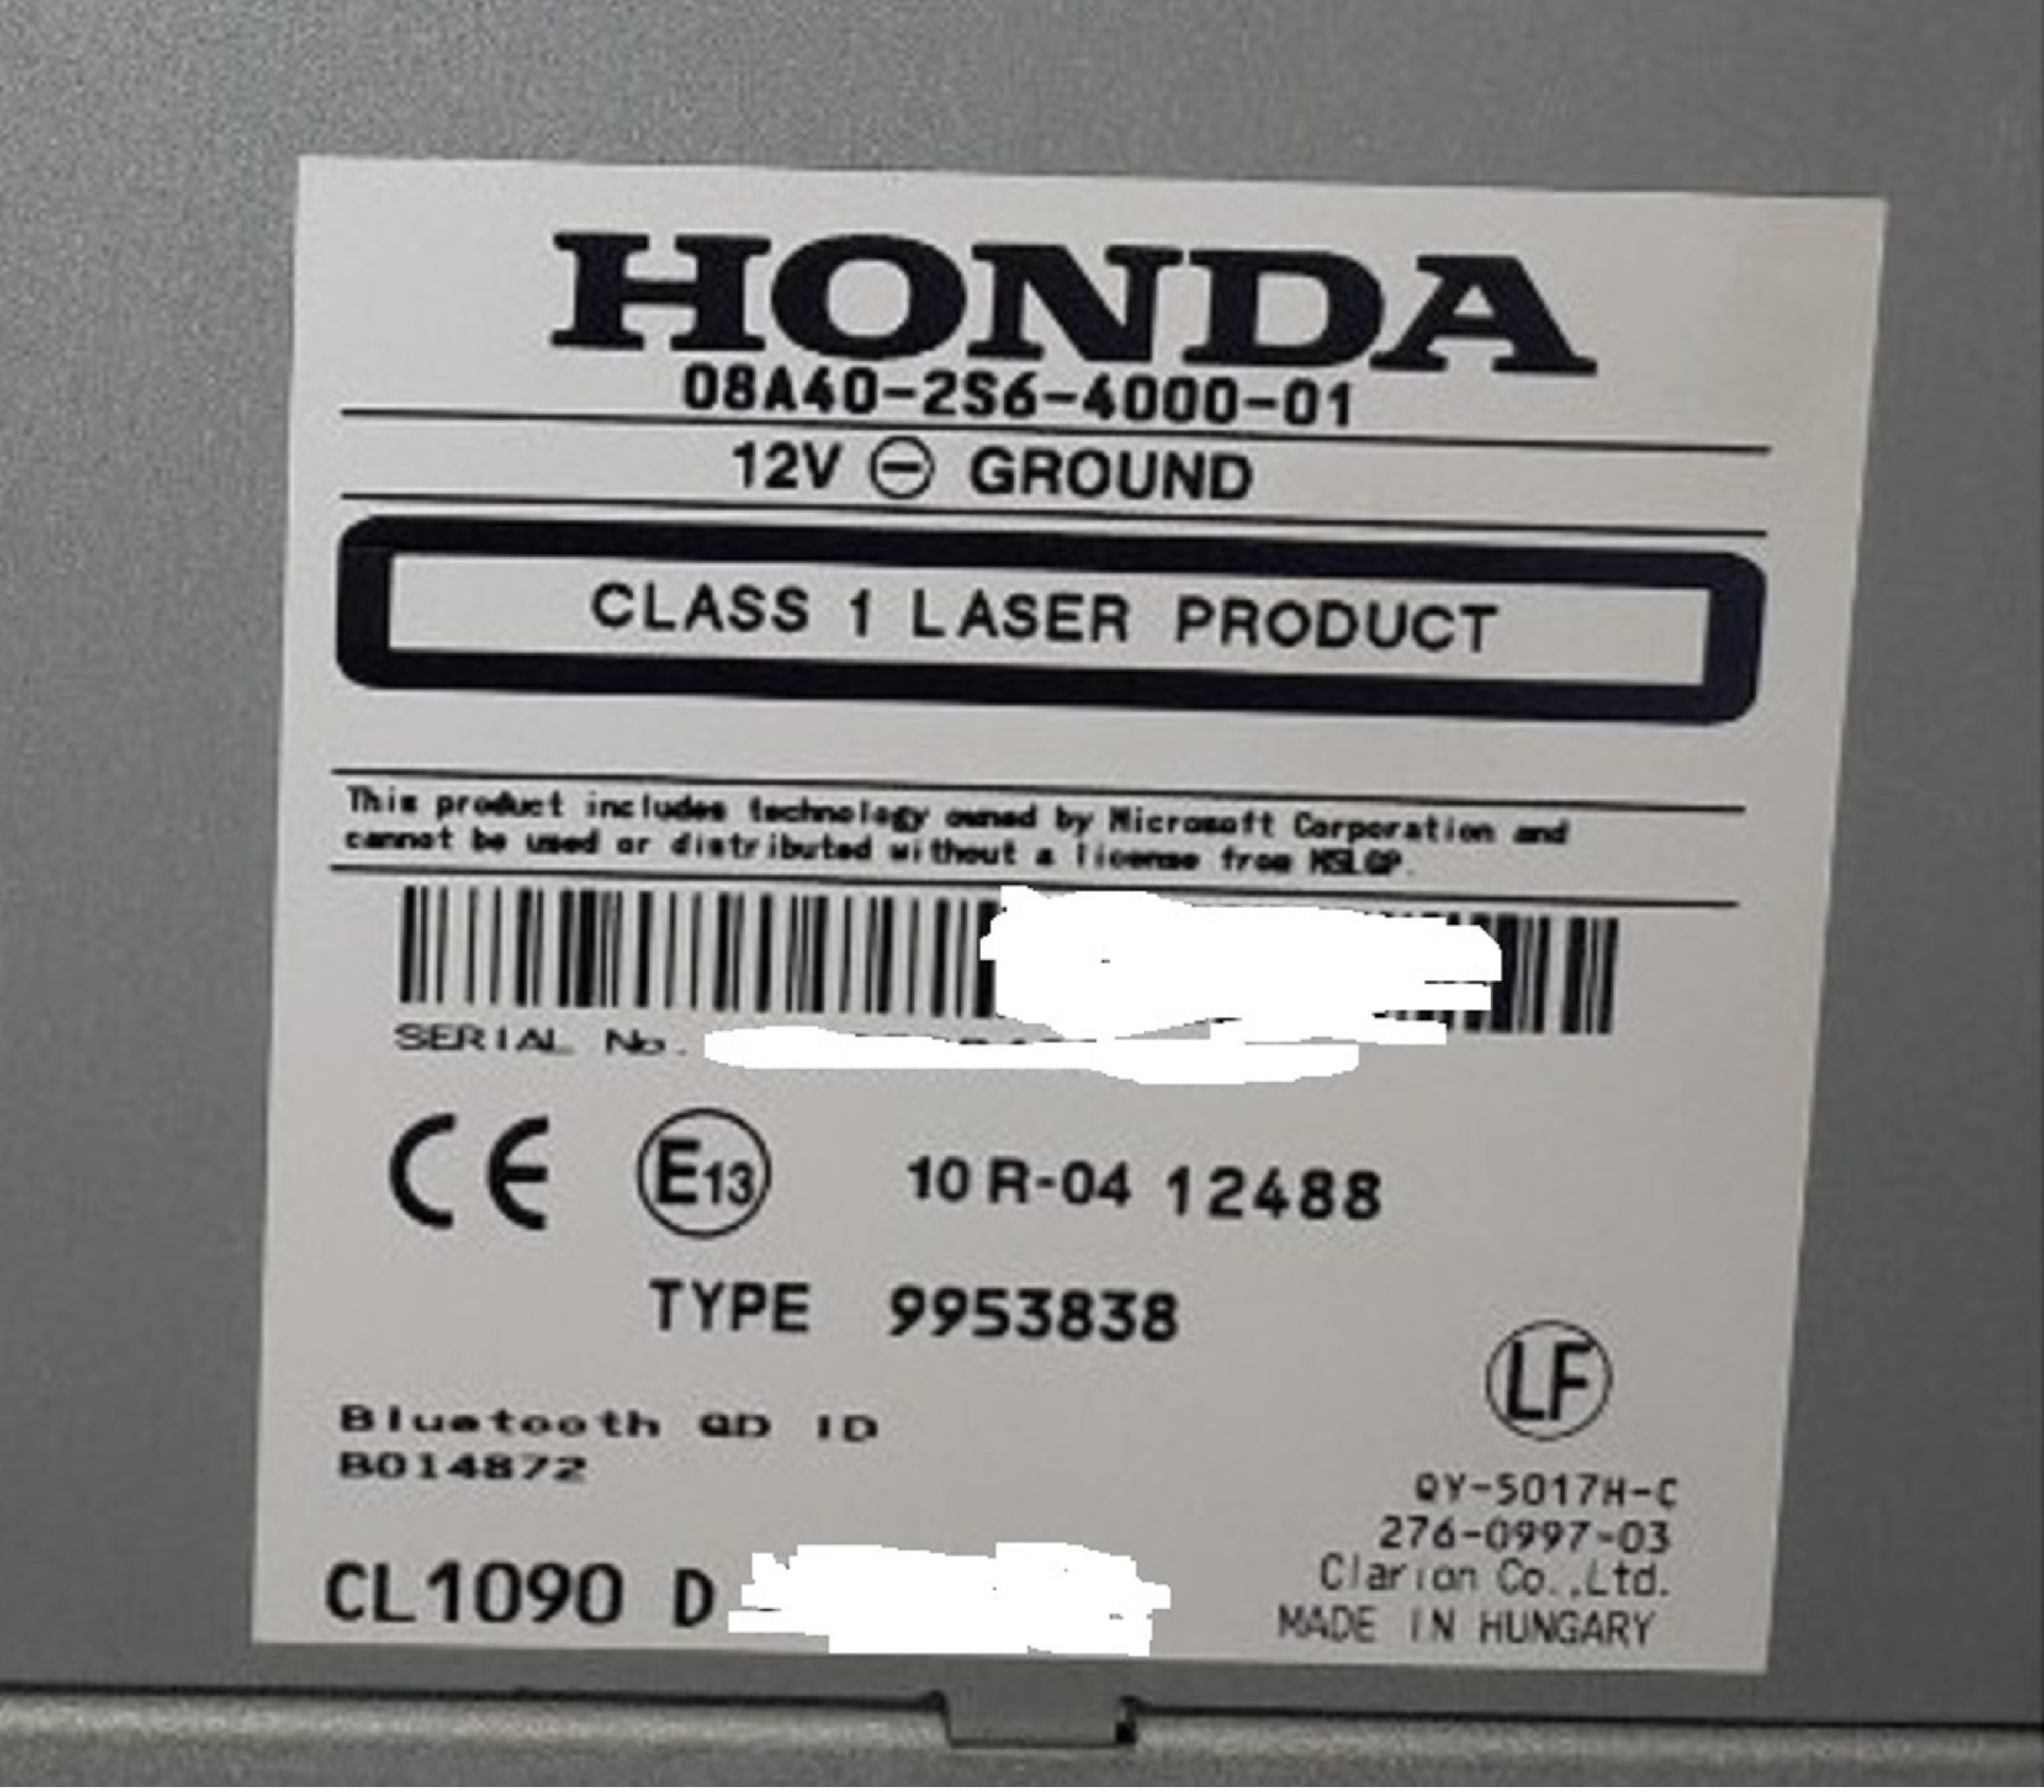 HONDA
08A40-2S6-4000-01
12V ⊖ GROUND
CLASS 1 LASER PRODUCT
This product includes technology owned by Microsoft Corporation and
cannot be used or distributed without a license from MSLGP.
SERIAL No.
CE E13 10 R-04 12488
TYPE 9953838
LF
Bluetooth QD ID
B014872
QY-5017H-C
276-0997-03
Clarion Co.,Ltd.
MADE IN HUNGARY
CL1090 D